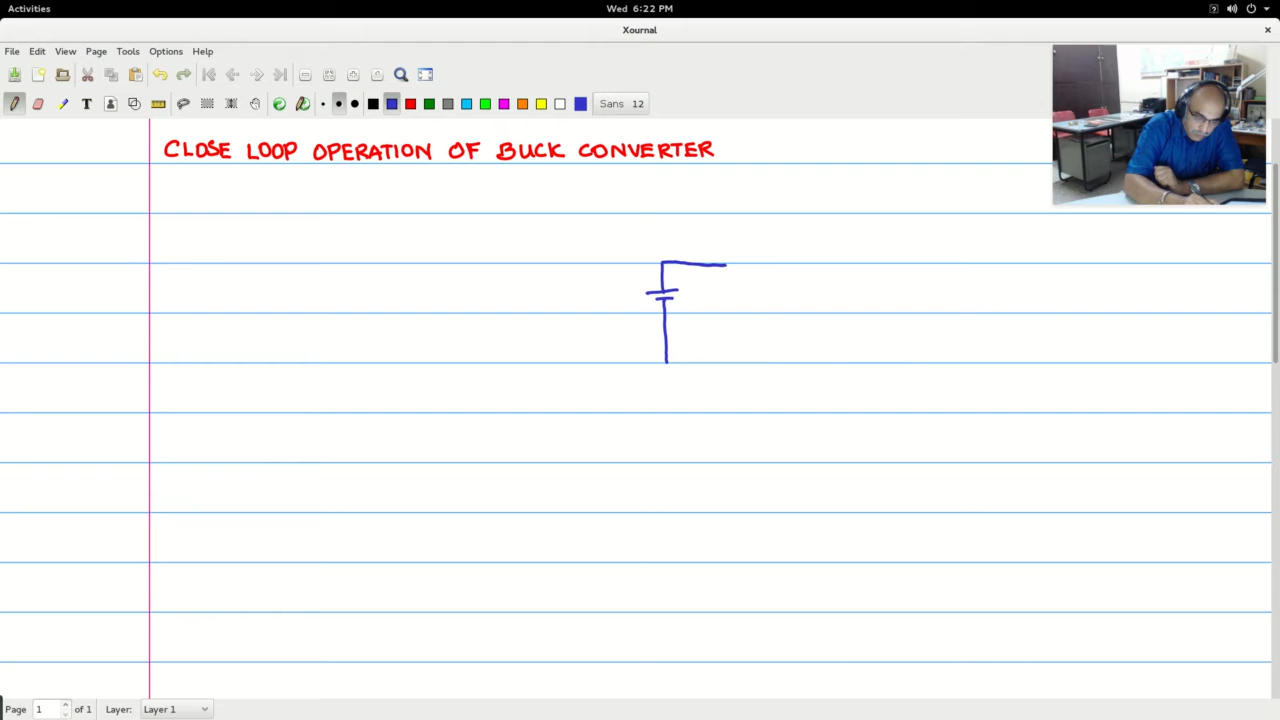 Activities
Wed 6:22 PM
Xournal
File Edit View Page Tools Options Help
Sans 12
CLOSE LOOP OPERATION OF BUCK CONVERTER
Page 1 of 1 Layer: Layer 1